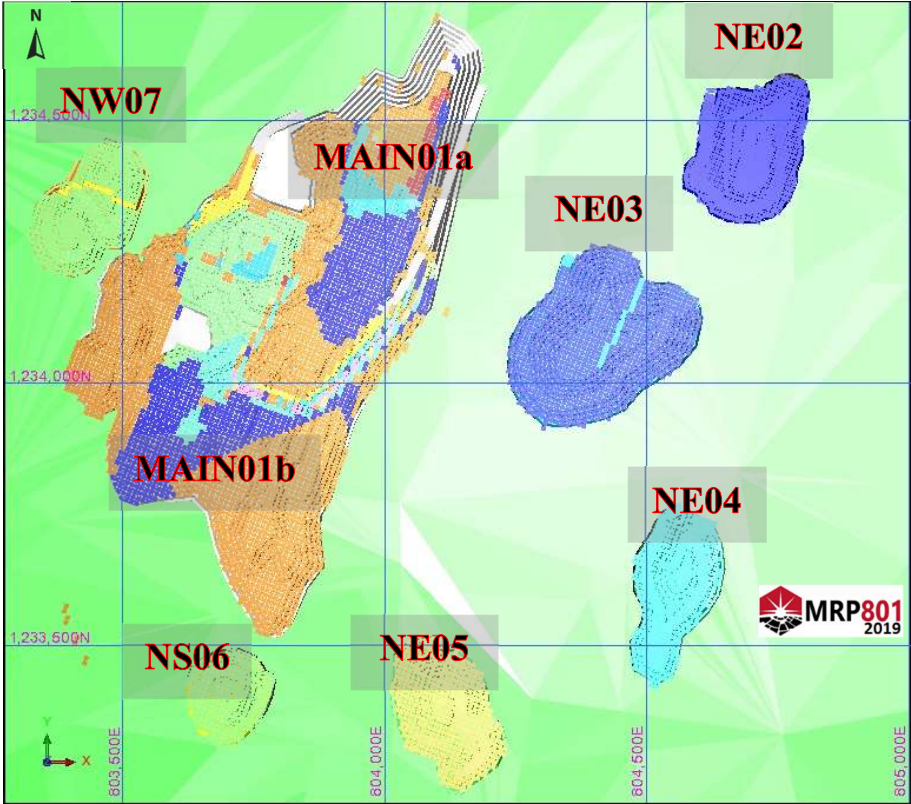 N
NE02
NW07
1,234,500N
MAIN01a
NE03
1,234,000N
MAIN01b
NE04
MRP801
2019
1,233,500N
NS06
NE05
Y
X
803,500E
804,000E
804,500E
805,000E